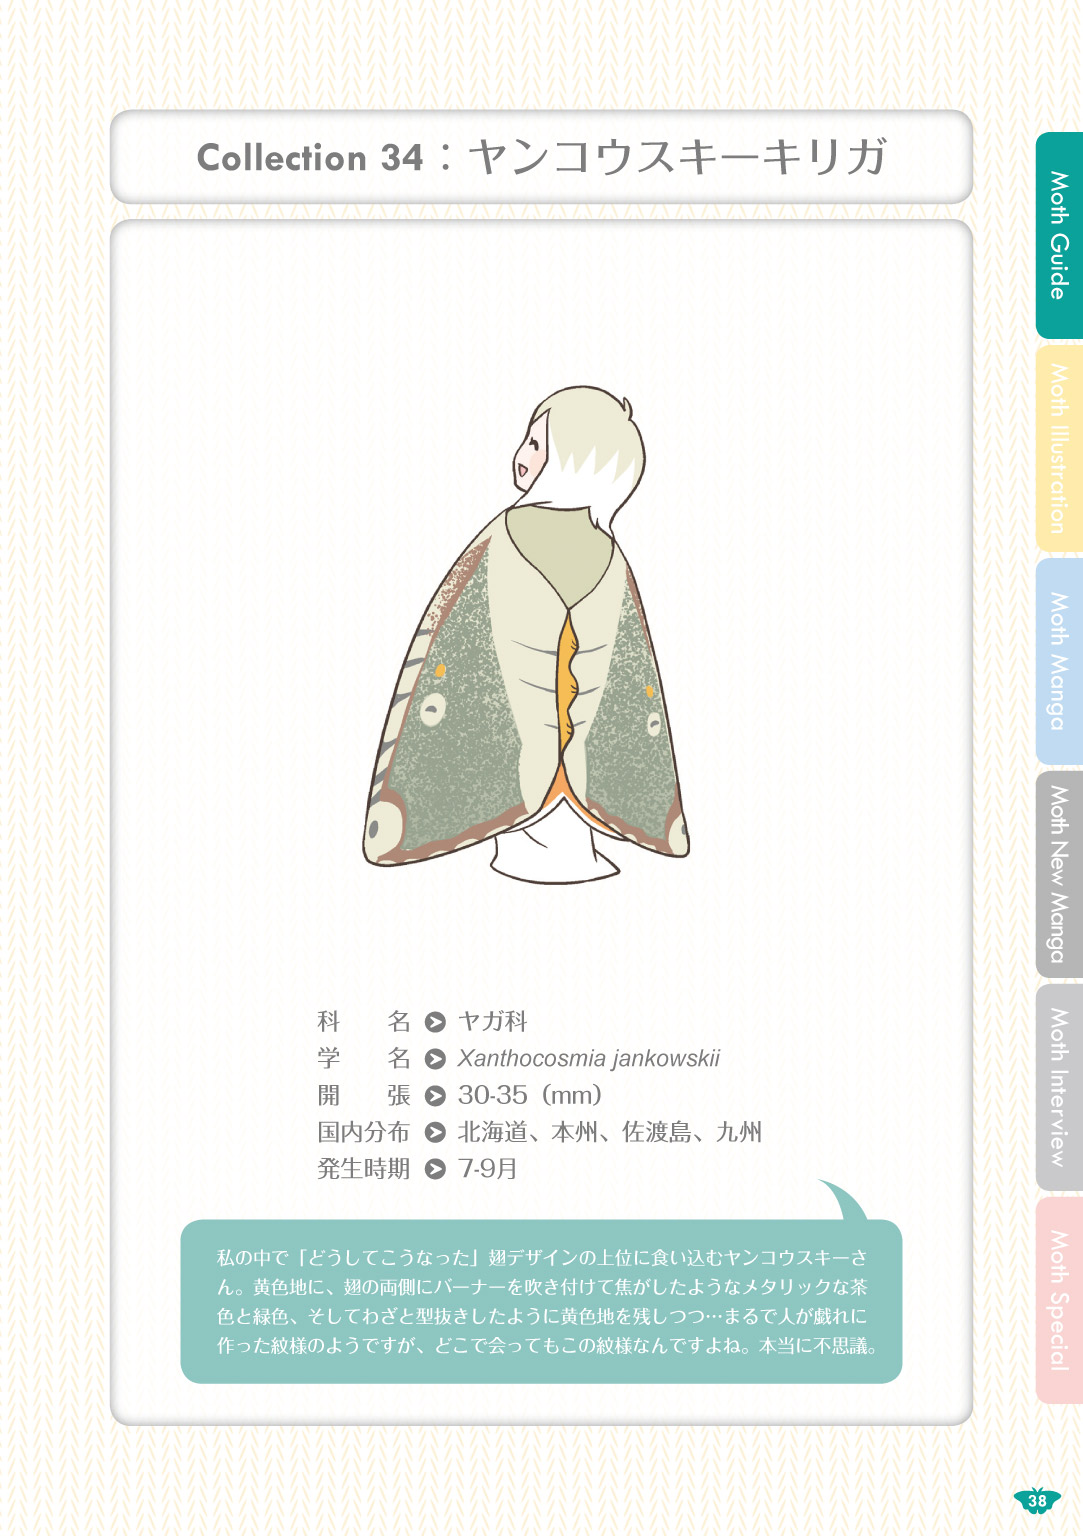 Collection 34：ヤンコウスキーキリガ
科　　名 ヤガ科
学　　名 Xanthocosmia jankowskii
開　　張 30-35（mm）
国内分布 北海道、本州、佐渡島、九州
発生時期 7-9月
私の中で「どうしてこうなった」翅デザインの上位に食い込むヤンコウスキーさ
ん。黄色地に、翅の両側にバーナーを吹き付けて焦がしたようなメタリックな茶
色と緑色、そしてわざと型抜きしたように黄色地を残しつつ…まるで人が戯れに
作った紋様のようですが、どこで会ってもこの紋様なんですよね。本当に不思議。
Moth Guide
Moth Illustration
Moth Manga
Moth New Manga
Moth Interview
Moth Special
38